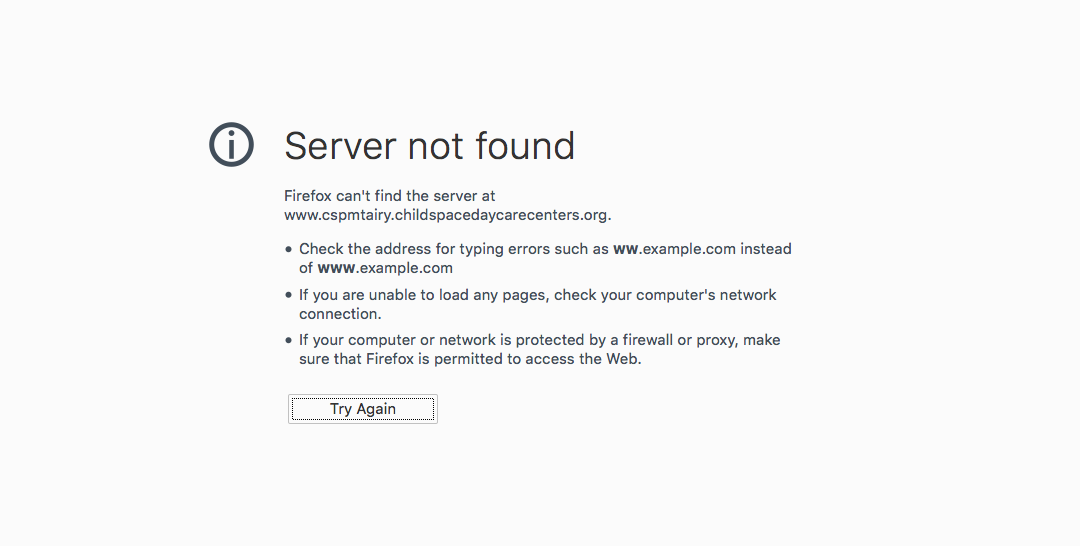 Server not found
Firefox can't find the server at
www.cspmtairy.childspacedaycarecenters.org.
• Check the address for typing errors such as ww.example.com instead
of www.example.com
• If you are unable to load any pages, check your computer's network
connection.
• If your computer or network is protected by a firewall or proxy, make
sure that Firefox is permitted to access the Web.
Try Again